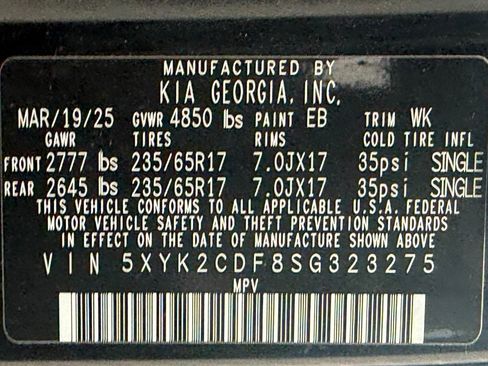 MANUFACTURED BY
KIA GEORGIA, INC.
MAR/19/25 GVWR 4850 lbs PAINT EB TRIM WK
GAWR TIRES RIMS COLD TIRE INFL
FRONT 2777 lbs 235/65R17 7.0JX17 35psi SINGLE
REAR 2645 lbs 235/65R17 7.0JX17 35psi SINGLE
THIS VEHICLE CONFORMS TO ALL APPLICABLE U.S.A. FEDERAL
MOTOR VEHICLE SAFETY AND THEFT PREVENTION STANDARDS
IN EFFECT ON THE DATE OF MANUFACTURE SHOWN ABOVE
VIN 5XYK2CDF8SG323275
MPV